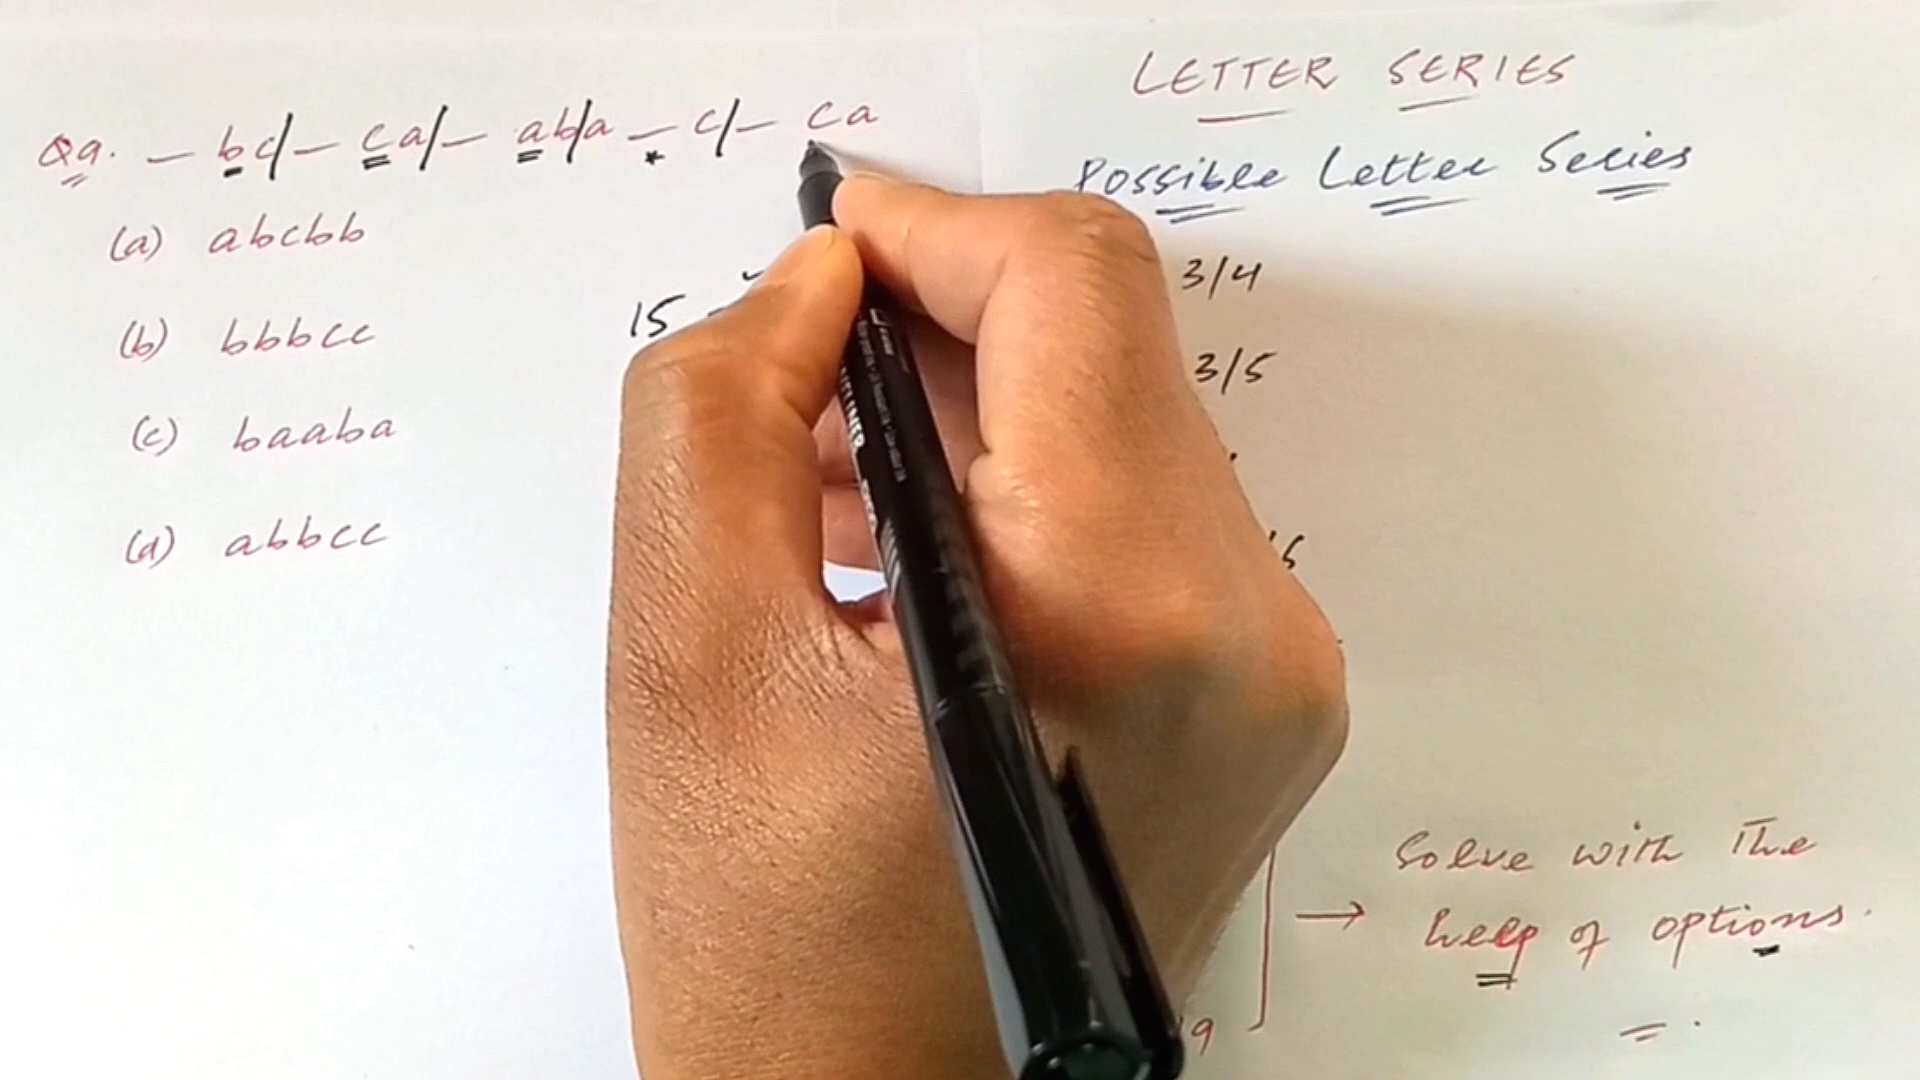 LETTER SERIES
Possible Letter Series
Q9. _ bc/_ ca/_ ab/a _ c/_ ca
(a) abcbb
(b) bbbcc
(c) baaba
(d) abbcc
15
3/4
3/5
Solve with the
help of options.